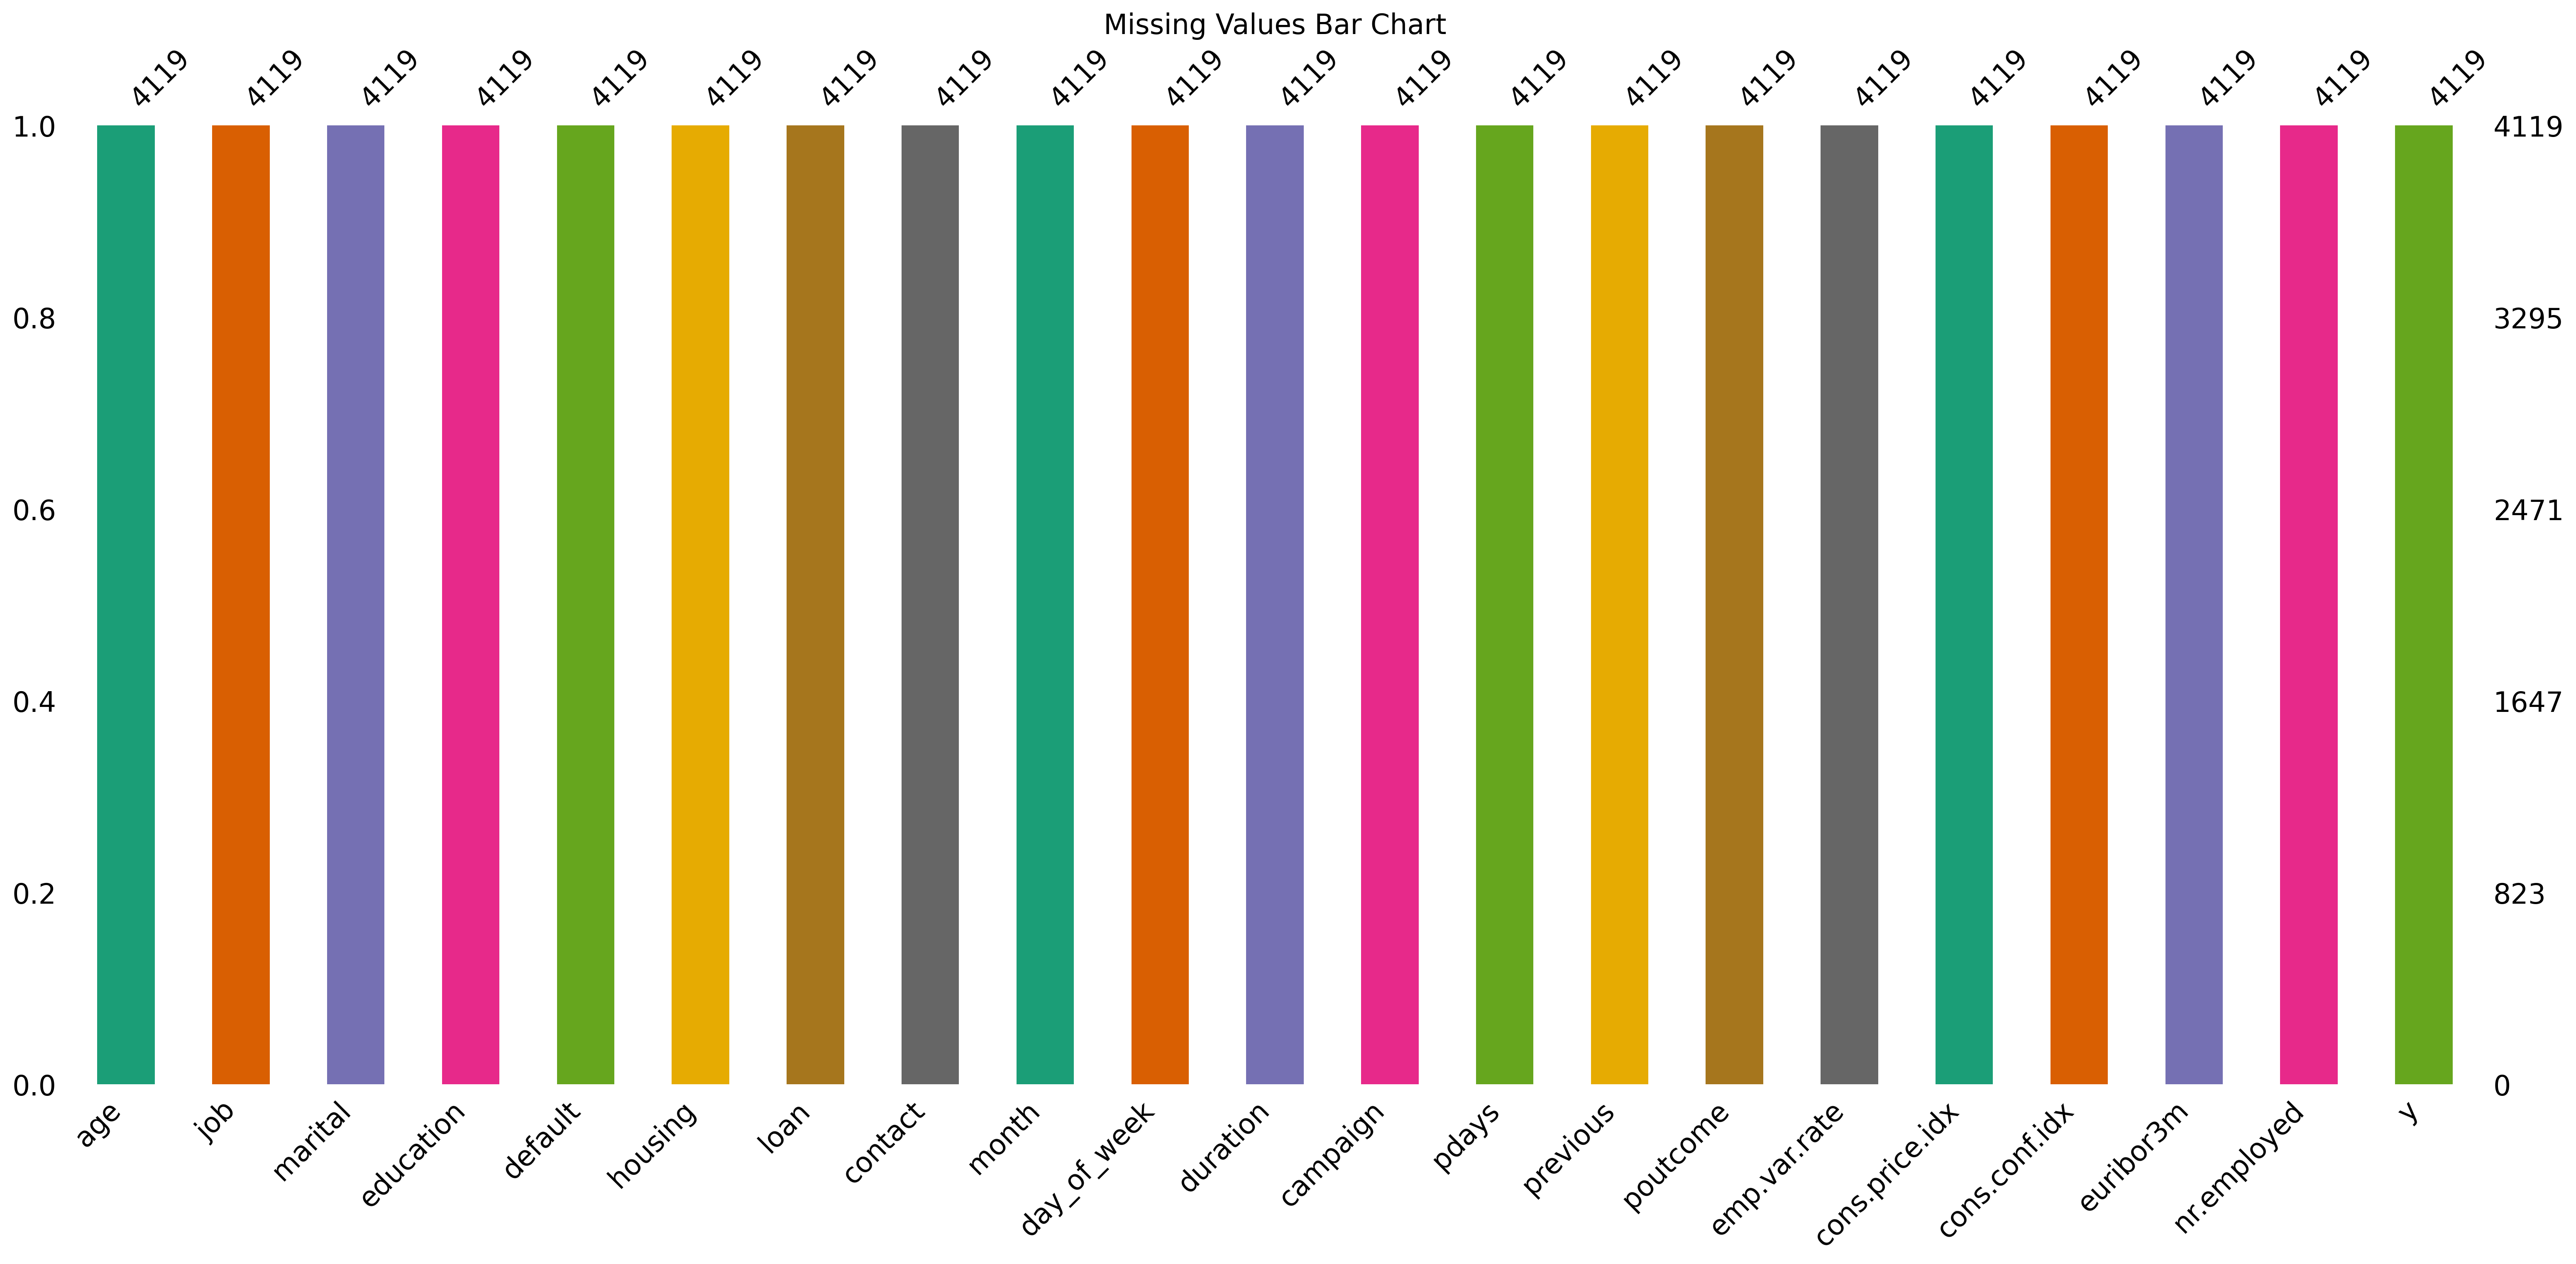 Missing Values Bar Chart
4119 4119 4119 4119 4119 4119 4119 4119 4119 4119 4119 4119 4119 4119 4119 4119 4119 4119 4119 4119 4119
1.0 4119
0.8 3295
0.6 2471
0.4 1647
0.2 823
0.0 0
age job marital education default housing loan contact month day_of_week duration campaign pdays previous poutcome emp.var.rate cons.price.idx cons.conf.idx euribor3m nr.employed y